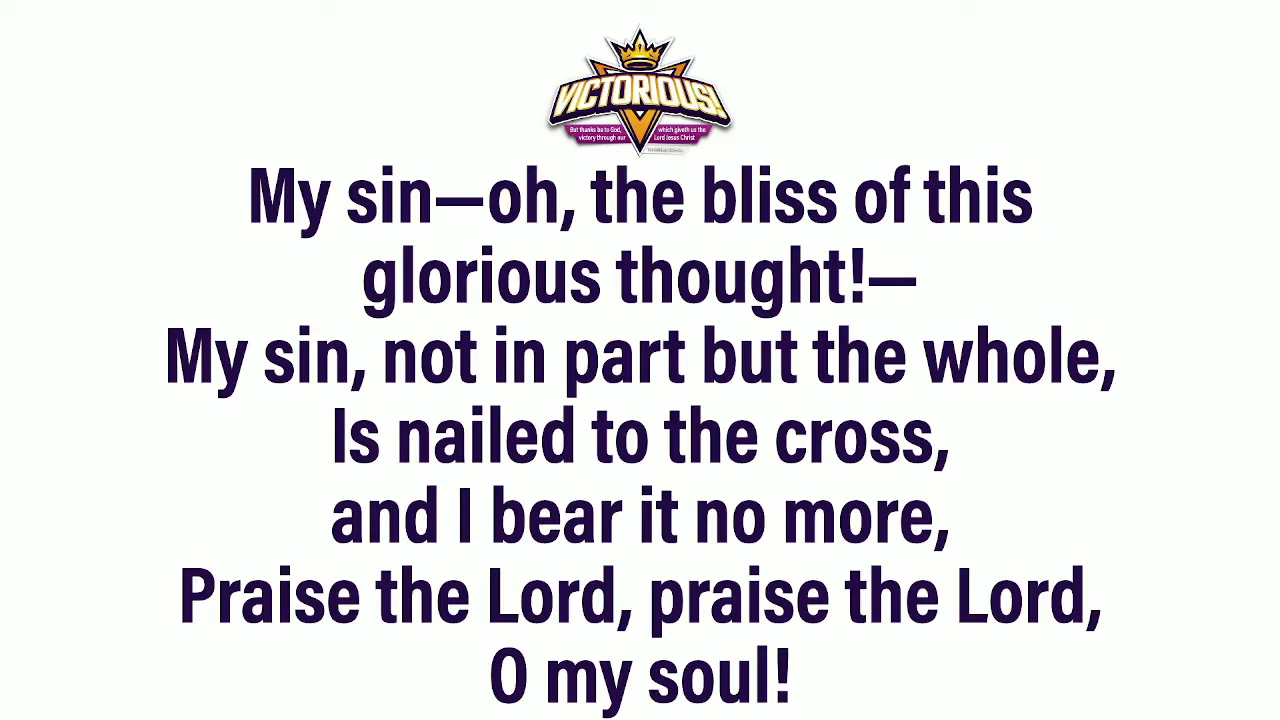 VICTORIOUS!
But thanks be to God, which giveth us the
victory through our Lord Jesus Christ
My sin—oh, the bliss of this
glorious thought!—
My sin, not in part but the whole,
Is nailed to the cross,
and I bear it no more,
Praise the Lord, praise the Lord,
O my soul!